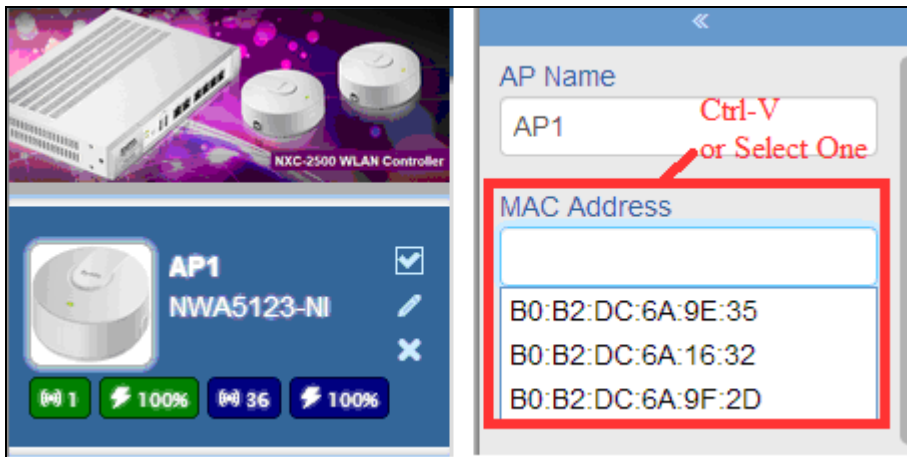 NXC-2500 WLAN Controller
AP1
NWA5123-NI
1
100%
36
100%
«
AP Name
AP1
Ctrl-V
or Select One
MAC Address
B0:B2:DC:6A:9E:35
B0:B2:DC:6A:16:32
B0:B2:DC:6A:9F:2D